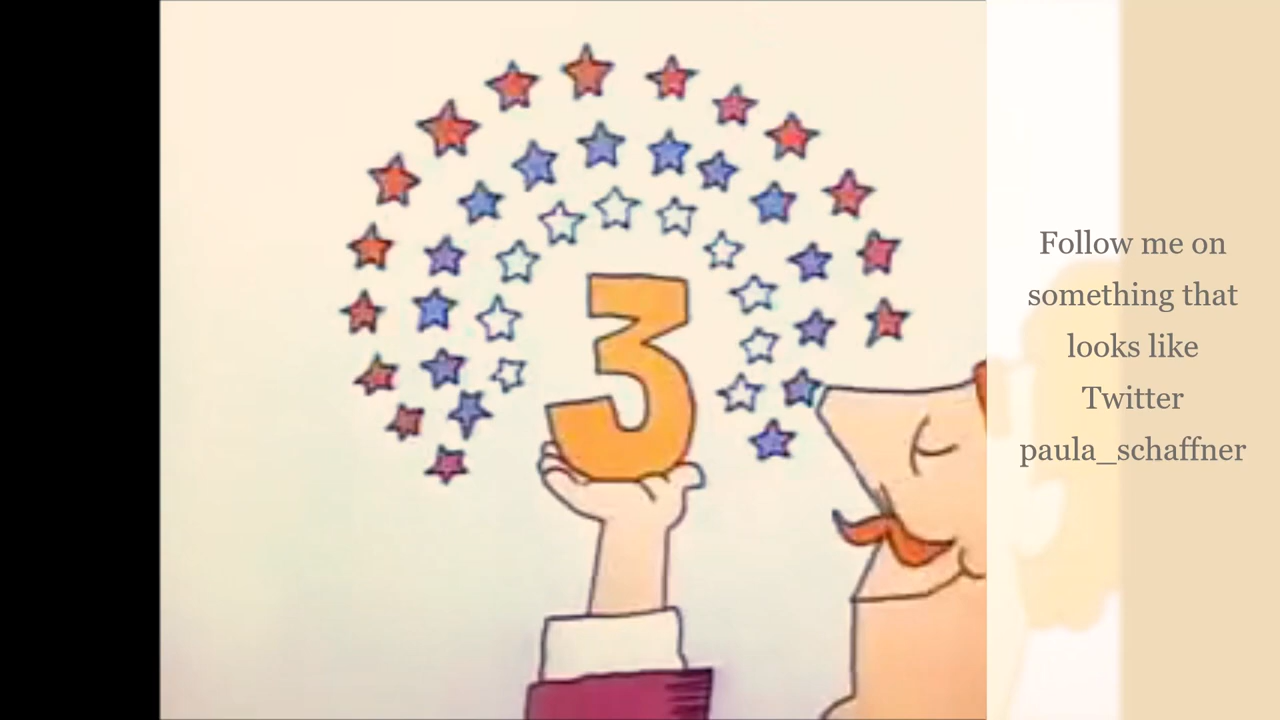 3
Follow me on
something that
looks like
Twitter
paula_schaffner